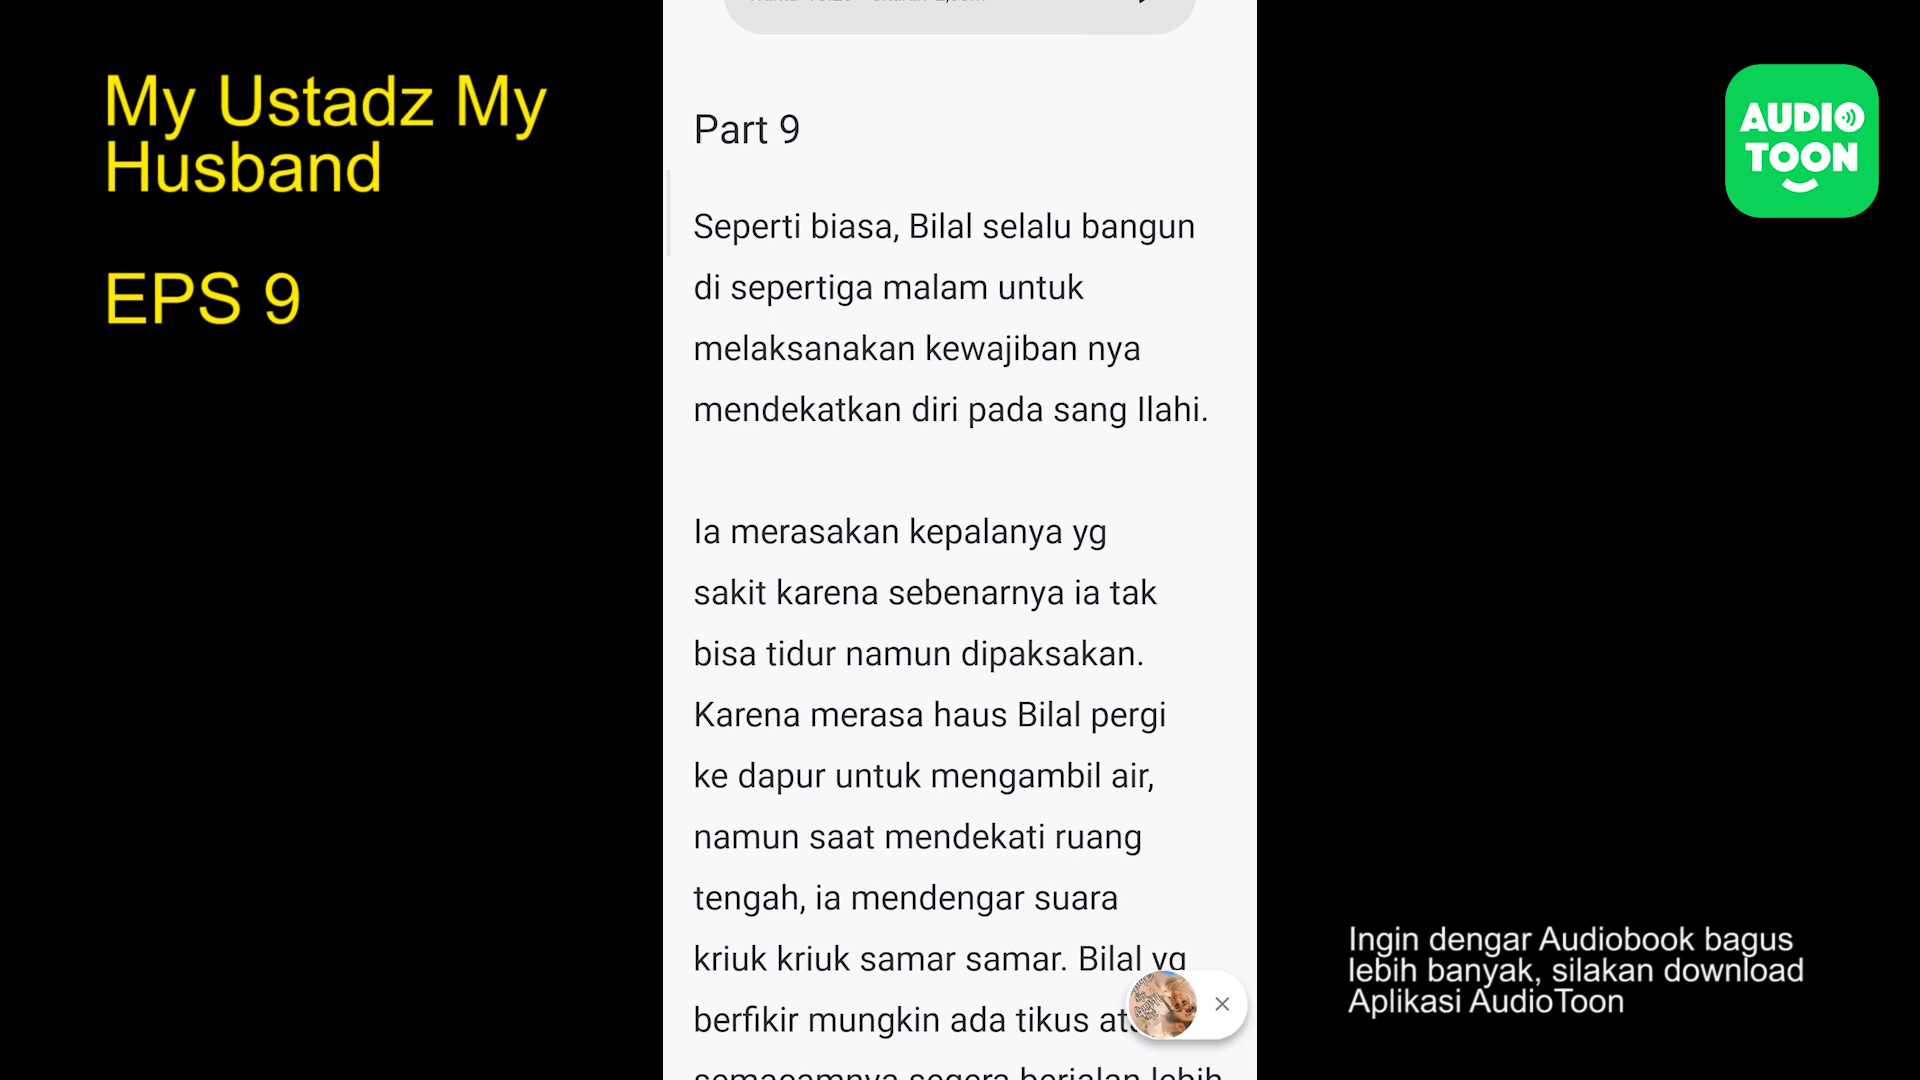 My Ustadz My
Husband
EPS 9
AUDIO
TOON
Part 9
Seperti biasa, Bilal selalu bangun
di sepertiga malam untuk
melaksanakan kewajiban nya
mendekatkan diri pada sang Ilahi.
Ia merasakan kepalanya yg
sakit karena sebenarnya ia tak
bisa tidur namun dipaksakan.
Karena merasa haus Bilal pergi
ke dapur untuk mengambil air,
namun saat mendekati ruang
tengah, ia mendengar suara
kriuk kriuk samar samar. Bilal yg
berfikir mungkin ada tikus
semacamnya segera berjalan lebih
Ingin dengar Audiobook bagus
lebih banyak, silakan download
Aplikasi AudioToon